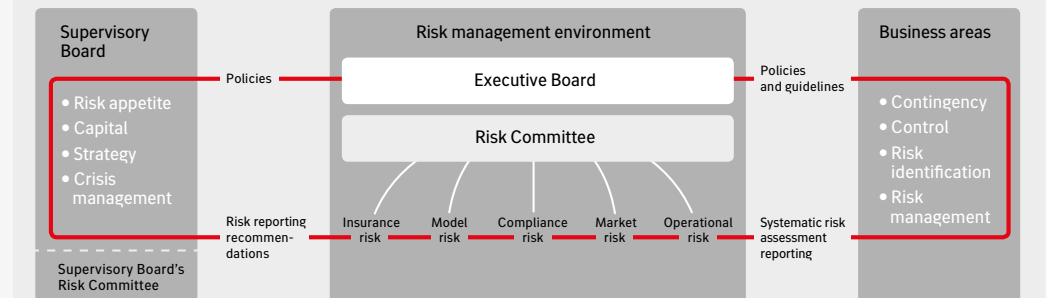 Supervisory
Board
• Risk appetite
• Capital
• Strategy
• Crisis
management
Supervisory Board's
Risk Committee
Policies
Risk reporting
recommen-
dations
Risk management environment
Executive Board
Risk Committee
Insurance
risk
Model
risk
Compliance
risk
Market
risk
Operational
risk
Policies
and guidelines
Systematic risk
assessment
reporting
Business areas
• Contingency
• Control
• Risk
identification
• Risk
management